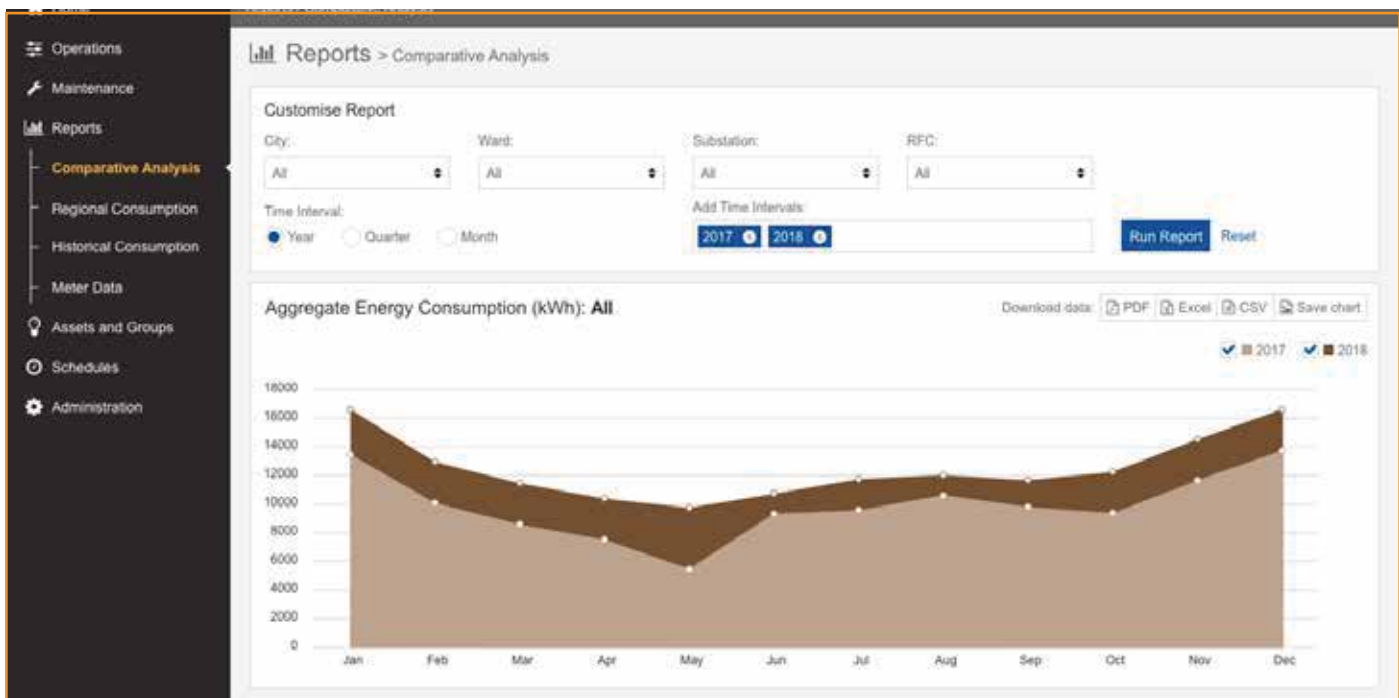 Operations
Maintenance
Reports
Comparative Analysis
Regional Consumption
Historical Consumption
Meter Data
Assets and Groups
Schedules
Administration
Reports > Comparative Analysis
Customise Report
City: Ward: Substation: RFC:
All All All All
Time Interval: Add Time Intervals:
Year Quarter Month 2017 2018 Run Report Reset
Aggregate Energy Consumption (kWh): All Download data: PDF Excel CSV Save chart
2017 2018
18000
16000
14000
12000
10000
8000
6000
4000
2000
0
Jan Feb Mar Apr May Jun Jul Aug Sep Oct Nov Dec